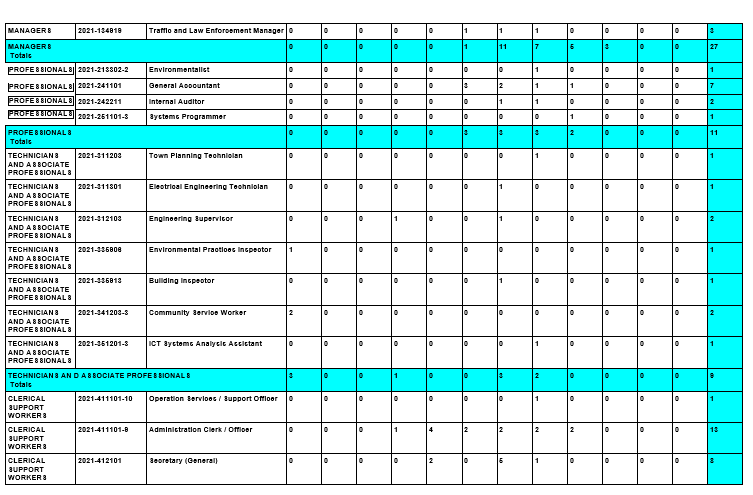 MANAGERS 2021-134919 Traffic and Law Enforcement Manager 0 0 0 0 0 1 1 1 0 0 0 0 3
MANAGERS 0 0 0 0 0 1 11 7 5 3 0 0 27
Totals
PROFESSIONALS 2021-213302-2 Environmentalist 0 0 0 0 0 0 0 1 0 0 0 0 1
PROFESSIONALS 2021-241101 General Accountant 0 0 0 0 0 3 2 1 1 0 0 0 7
PROFESSIONALS 2021-242211 Internal Auditor 0 0 0 0 0 0 1 1 0 0 0 0 2
PROFESSIONALS 2021-251101-3 Systems Programmer 0 0 0 0 0 0 0 0 1 0 0 0 1
PROFESSIONALS 0 0 0 0 0 3 3 3 2 0 0 0 11
Totals
TECHNICIANS 2021-311203 Town Planning Technician 0 0 0 0 0 0 0 1 0 0 0 0 1
AND ASSOCIATE
PROFESSIONALS
TECHNICIANS 2021-311301 Electrical Engineering Technician 0 0 0 0 0 0 1 0 0 0 0 0 1
AND ASSOCIATE
PROFESSIONALS
TECHNICIANS 2021-312103 Engineering Supervisor 0 0 0 1 0 0 1 0 0 0 0 0 2
AND ASSOCIATE
PROFESSIONALS
TECHNICIANS 2021-335906 Environmental Practices Inspector 1 0 0 0 0 0 0 0 0 0 0 0 1
AND ASSOCIATE
PROFESSIONALS
TECHNICIANS 2021-335913 Building Inspector 0 0 0 0 0 0 1 0 0 0 0 0 1
AND ASSOCIATE
PROFESSIONALS
TECHNICIANS 2021-341203-3 Community Service Worker 2 0 0 0 0 0 0 0 0 0 0 0 2
AND ASSOCIATE
PROFESSIONALS
TECHNICIANS 2021-351201-3 ICT Systems Analysis Assistant 0 0 0 0 0 0 0 1 0 0 0 0 1
AND ASSOCIATE
PROFESSIONALS
TECHNICIANS AND ASSOCIATE PROFESSIONALS 3 0 0 1 0 0 3 2 0 0 0 0 9
Totals
CLERICAL 2021-411101-10 Operation Services / Support Officer 0 0 0 0 0 0 0 1 0 0 0 0 1
SUPPORT
WORKERS
CLERICAL 2021-411101-9 Administration Clerk / Officer 0 0 0 1 4 2 2 2 2 0 0 0 13
SUPPORT
WORKERS
CLERICAL 2021-412101 Secretary (General) 0 0 0 0 2 0 5 1 0 0 0 0 8
SUPPORT
WORKERS